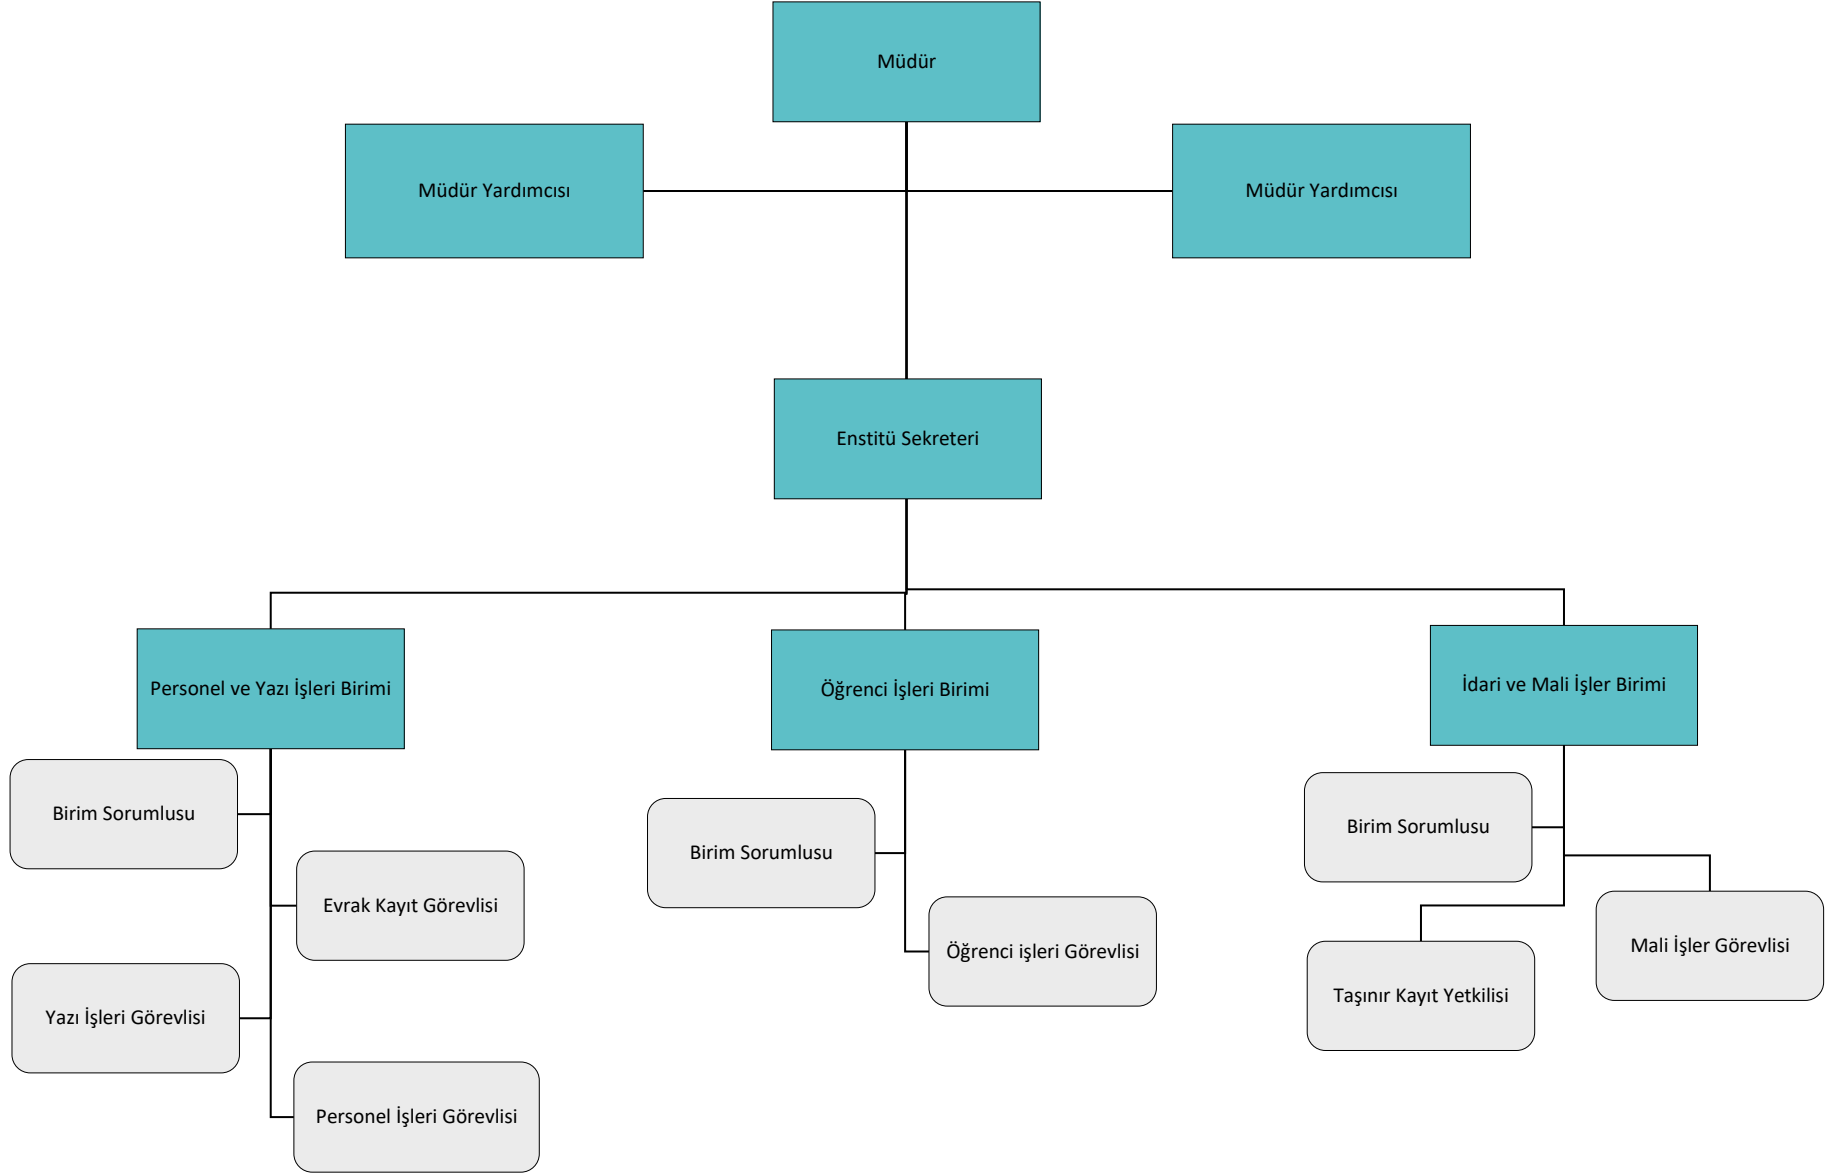 Müdür
Müdür Yardımcısı
Müdür Yardımcısı
Enstitü Sekreteri
Personel ve Yazı İşleri Birimi
Öğrenci İşleri Birimi
İdari ve Mali İşler Birimi
Birim Sorumlusu
Evrak Kayıt Görevlisi
Yazı İşleri Görevlisi
Personel İşleri Görevlisi
Birim Sorumlusu
Öğrenci işleri Görevlisi
Birim Sorumlusu
Mali İşler Görevlisi
Taşınır Kayıt Yetkilisi